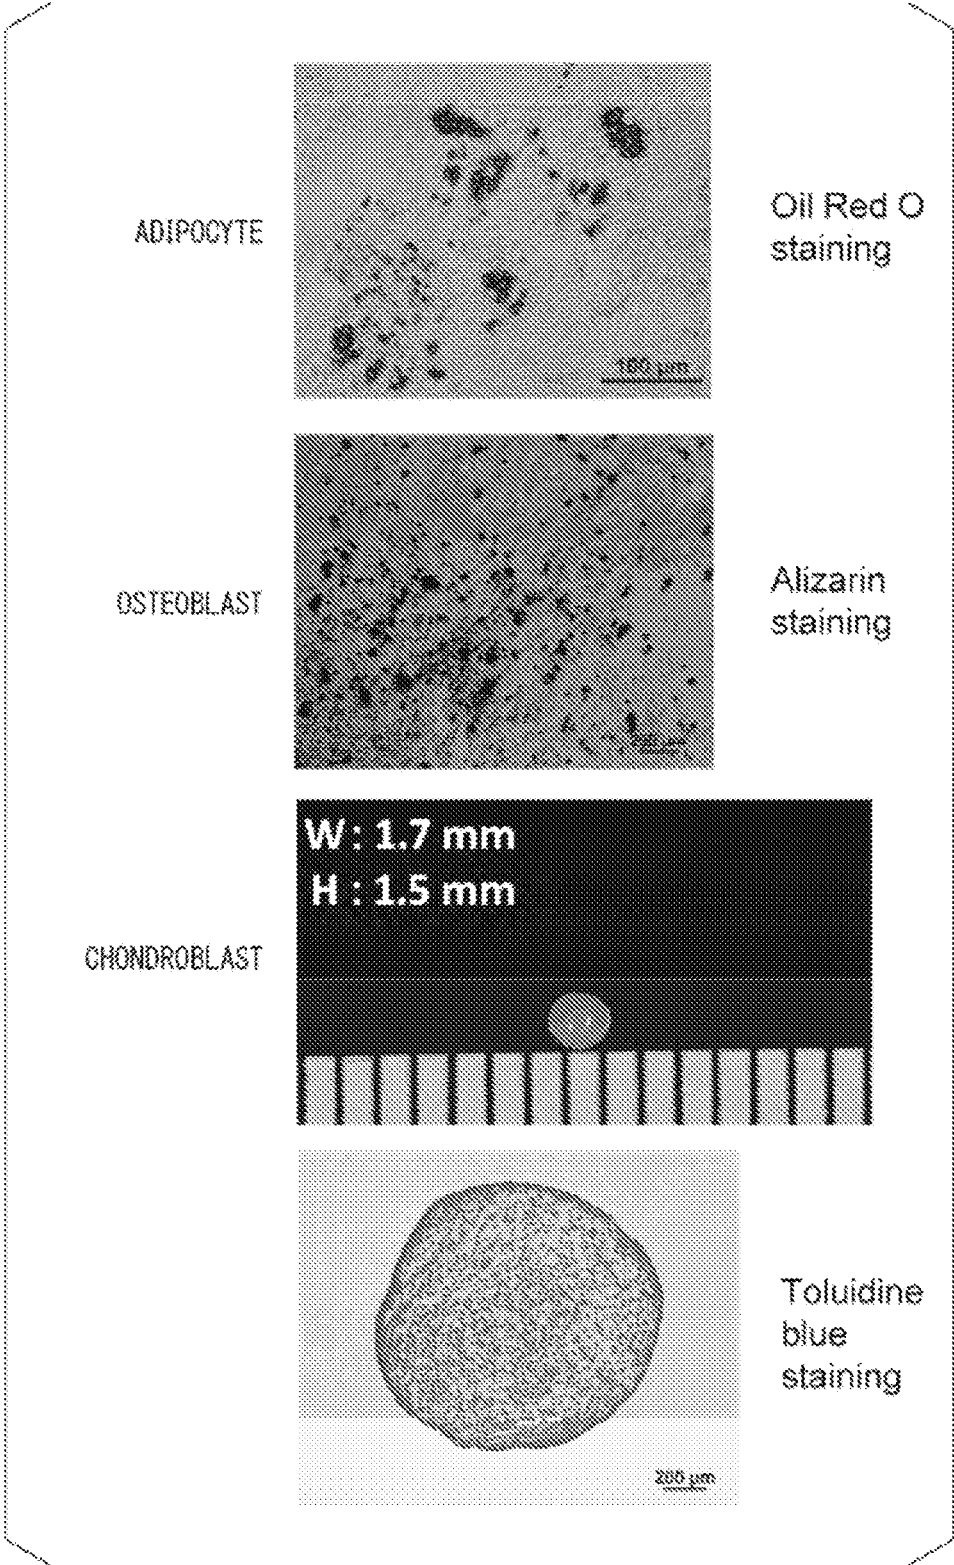 ADIPOCYTE
Oil Red O
staining
100 μm
OSTEOBLAST
Alizarin
staining
W : 1.7 mm
H : 1.5 mm
CHONDROBLAST
Toluidine
blue
staining
200 μm